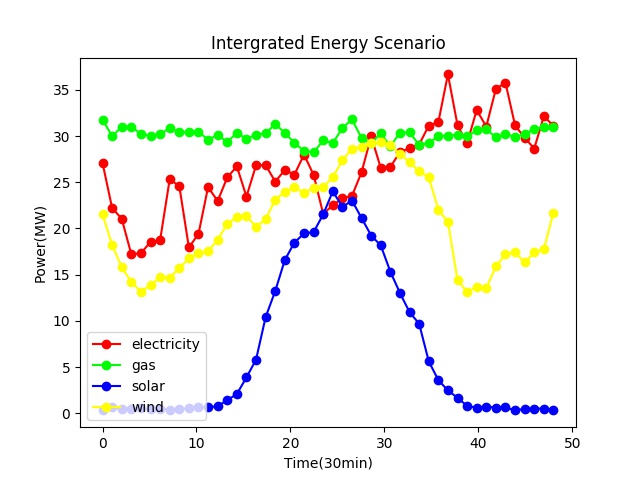 Intergrated Energy Scenario
Power(MW)
35
30
25
20
15
10
5
0
electricity
gas
solar
wind
0 10 20 30 40 50
Time(30min)